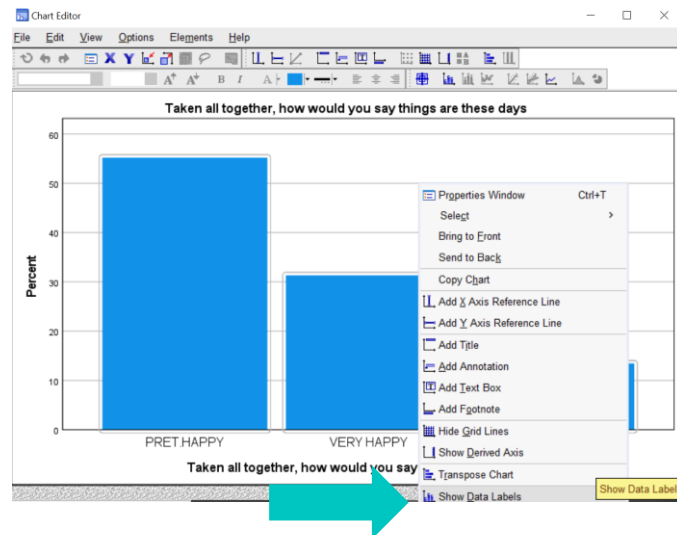 Chart Editor
File Edit View Options Elements Help
X Y
A+ A+ B I A
Taken all together, how would you say things are these days
60
50
40
30
20
10
0
Percent
PRET.HAPPY VERY HAPPY
Taken all together, how would you say
Properties Window Ctrl+T
Select
Bring to Front
Send to Back
Copy Chart
Add X Axis Reference Line
Add Y Axis Reference Line
Add Title
Add Annotation
Add Text Box
Add Footnote
Hide Grid Lines
Show Derived Axis
Transpose Chart
Show Data Labels
Show Data Label